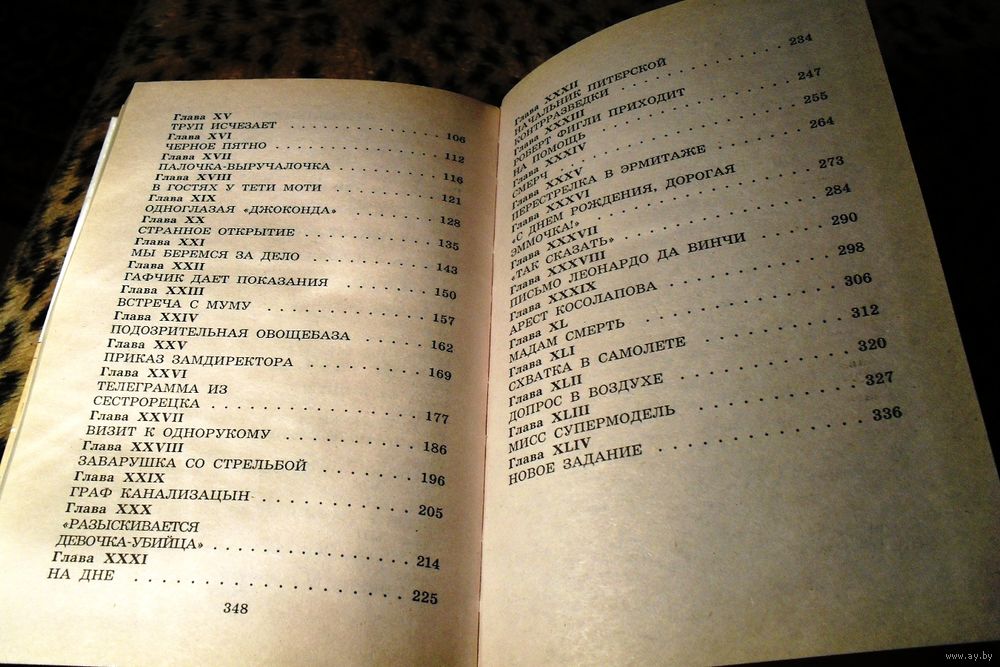 Глава XV
ТРУП ИСЧЕЗАЕТ . . . . . . . . . . . . . . . 106
Глава XVI
ЧЕРНОЕ ПЯТНО . . . . . . . . . . . . . . . 112
Глава XVII
ПАЛОЧКА-ВЫРУЧАЛОЧКА . . . . . . . . . . 116
Глава XVIII
В ГОСТЯХ У ТЕТИ МОТИ . . . . . . . . . . 121
Глава XIX
ОДНОГЛАЗАЯ «ДЖОКОНДА» . . . . . . . . . 128
Глава XX
СТРАННОЕ ОТКРЫТИЕ . . . . . . . . . . . 135
Глава XXI
МЫ БЕРЕМСЯ ЗА ДЕЛО . . . . . . . . . . . 143
Глава XXII
ГАФЧИК ДАЕТ ПОКАЗАНИЯ . . . . . . . . . 150
Глава XXIII
ВСТРЕЧА С МУМУ . . . . . . . . . . . . . 157
Глава XXIV
ПОДОЗРИТЕЛЬНАЯ ОВОЩЕБАЗА . . . . . . . 162
Глава XXV
ПРИКАЗ ЗАМДИРЕКТОРА . . . . . . . . . . 169
Глава XXVI
ТЕЛЕГРАММА ИЗ
СЕСТРОРЕЦКА . . . . . . . . . . . . . . . 177
Глава XXVII
ВИЗИТ К ОДНОРУКОМУ . . . . . . . . . . . 186
Глава XXVIII
ЗАВАРУШКА СО СТРЕЛЬБОЙ . . . . . . . . 196
Глава XXIX
ГРАФ КАНАЛИЗАЦЫН . . . . . . . . . . . . 205
Глава XXX
«РАЗЫСКИВАЕТСЯ
ДЕВОЧКА-УБИЙЦА» . . . . . . . . . . . . . 214
Глава XXXI
НА ДНЕ . . . . . . . . . . . . . . . . . . 225
348
Глава XXXII
НАЧАЛЬНИК ПИТЕРСКОЙ
КОНТРРАЗВЕДКИ . . . . . . . . . . . . . 234
Глава XXXIII
РОБЕРТ ФИГЛИ ПРИХОДИТ
НА ПОМОЩЬ . . . . . . . . . . . . . . . 247
Глава XXXIV
СМЕРЧ . . . . . . . . . . . . . . . . . . 255
Глава XXXV
ПЕРЕСТРЕЛКА В ЭРМИТАЖЕ . . . . . . . . 264
Глава XXXVI
«С ДНЕМ РОЖДЕНИЯ, ДОРОГАЯ
ЭММОЧКА!» . . . . . . . . . . . . . . . 273
Глава XXXVII
«ТАК СКАЗАТЬ» . . . . . . . . . . . . . 284
Глава XXXVIII
ПИСЬМО ЛЕОНАРДО ДА ВИНЧИ . . . . . . . 290
Глава XXXIX
АРЕСТ КОСОЛАПОВА . . . . . . . . . . . 298
Глава XL
МАДАМ СМЕРТЬ . . . . . . . . . . . . . 306
Глава XLI
СХВАТКА В САМОЛЕТЕ . . . . . . . . . . 312
Глава XLII
ДОПРОС В ВОЗДУХЕ . . . . . . . . . . . 320
Глава XLIII
МИСС СУПЕРМОДЕЛЬ . . . . . . . . . . . 327
Глава XLIV
НОВОЕ ЗАДАНИЕ . . . . . . . . . . . . . 336
www.ay.by